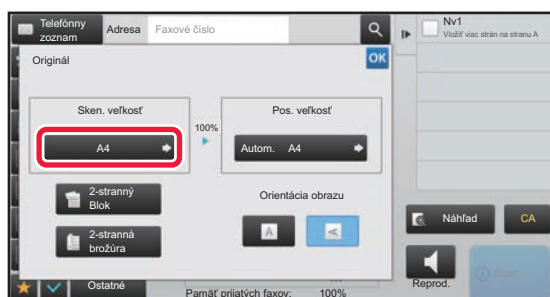 Telefónny
zoznam
Adresa
Faxové číslo
Nv1
Vložiť viac strán na stranu A
Originál
OK
Sken. veľkosť
Pos. veľkosť
100%
A4
Autom. A4
2-stranný
Blok
Orientácia obrazu
2-stranná
brožúra
A
A
Náhľad
CA
Ostatné
Pamäť prijatých faxov: 100%
Reprod.
Štart